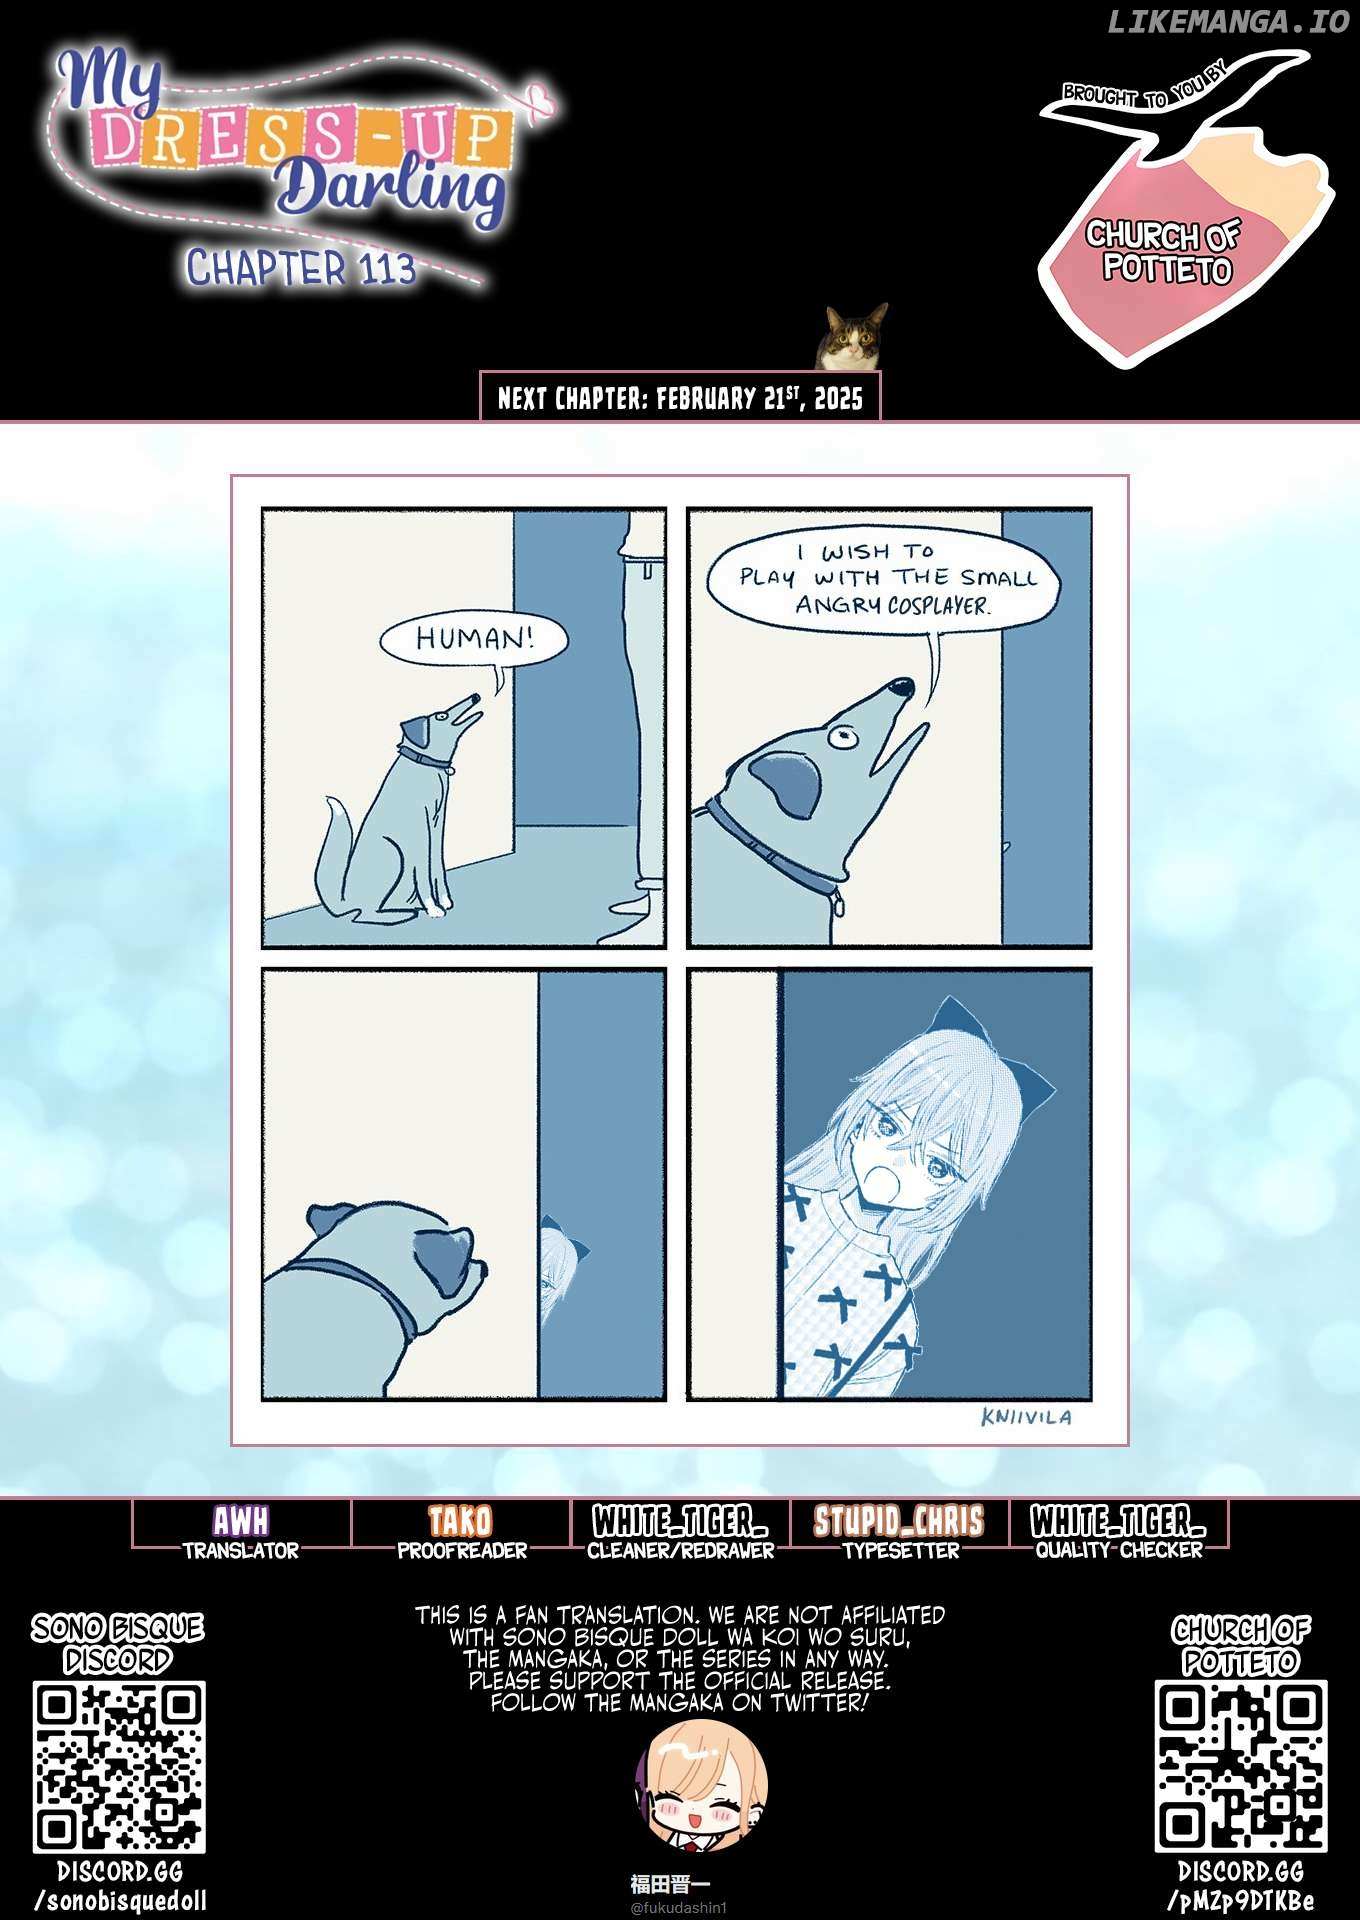 LIKEMANGA.IO
My
DRESS-UP
Darling
CHAPTER 113
BROUGHT TO YOU BY
CHURCH OF
POTTETO
NEXT CHAPTER: FEBRUARY 21ST, 2025
HUMAN!
I WISH TO
PLAY WITH THE SMALL
ANGRY COSPLAYER.
KNIIVILA
AWH
TRANSLATOR
TAKO
PROOFREADER
WHITE_TIGER_
CLEANER/REDRAWER
STUPID_CHRIS
TYPESETTER
WHITE_TIGER_
QUALITY CHECKER
THIS IS A FAN TRANSLATION. WE ARE NOT AFFILIATED
WITH SONO BISQUE DOLL WA KOI WO SURU,
THE MANGAKA, OR THE SERIES IN ANY WAY.
PLEASE SUPPORT THE OFFICIAL RELEASE.
FOLLOW THE MANGAKA ON TWITTER!
SONO BISQUE
DISCORD
DISCORD.GG
/sonobisquedoll
福田晋一
@fukudashin1
CHURCH OF
POTTETO
DISCORD.GG
/pMZp9DTKBe